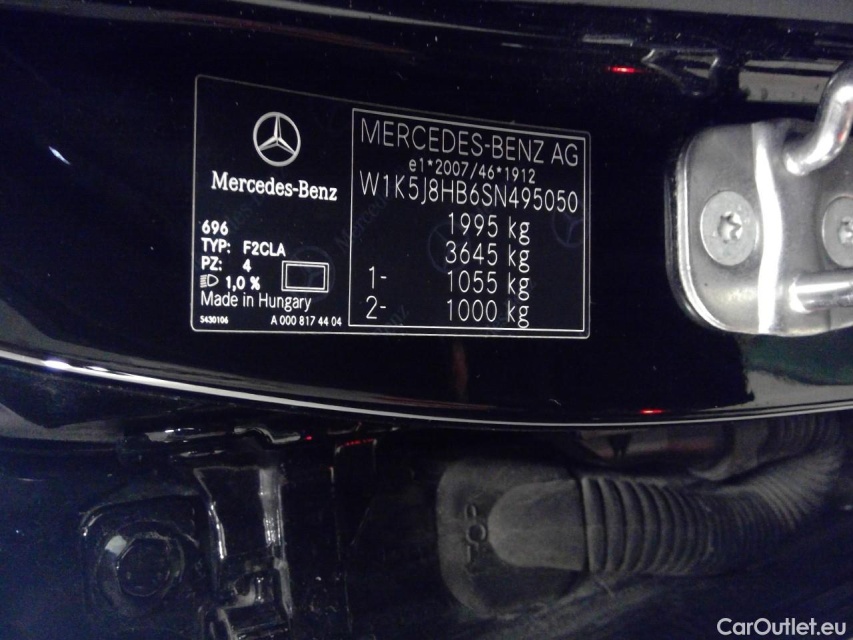 Mercedes-Benz
696
TYP: F2CLA
PZ: 4
1,0 %
Made in Hungary
5430106 A 000 817 44 04
MERCEDES-BENZ AG
e1*2007/46*1912
W1K5J8HB6SN495050
1995 kg
3645 kg
1- 1055 kg
2- 1000 kg
CarOutlet.eu